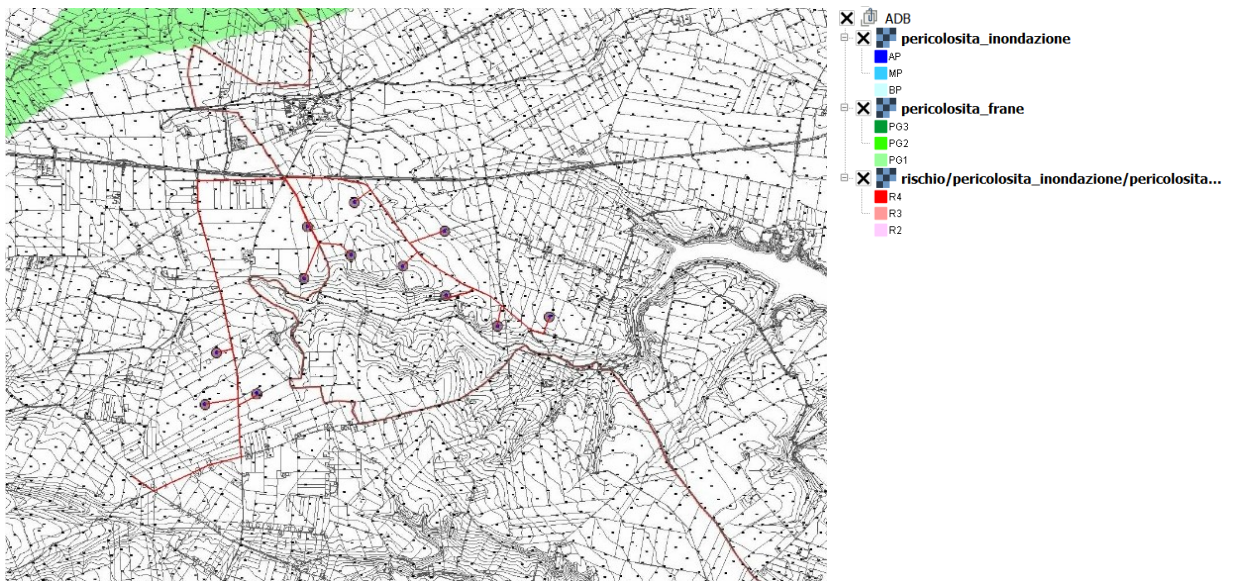 ADB
pericolosita_inondazione
AP
MP
BP
pericolosita_frane
PG3
PG2
PG1
rischio/pericolosita_inondazione/pericolosita...
R4
R3
R2